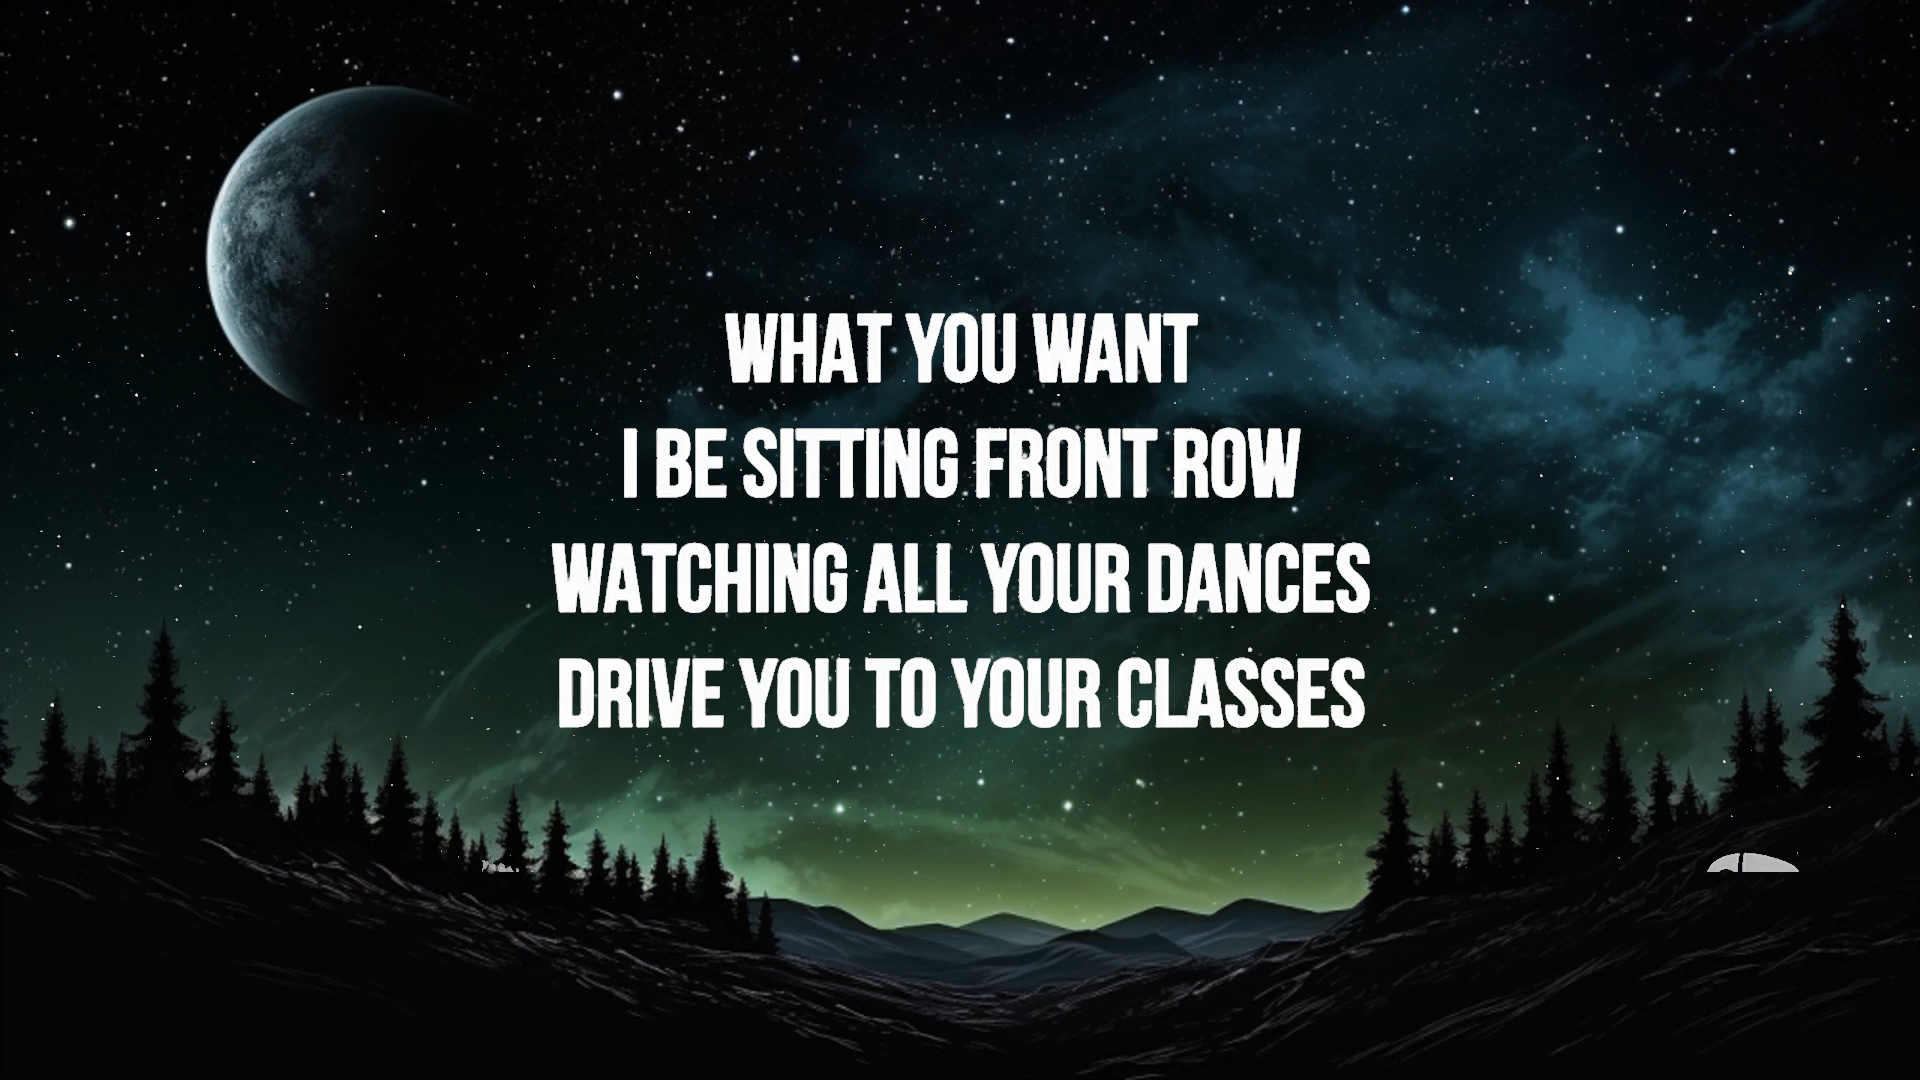 WHAT YOU WANT
I BE SITTING FRONT ROW
WATCHING ALL YOUR DANCES
DRIVE YOU TO YOUR CLASSES